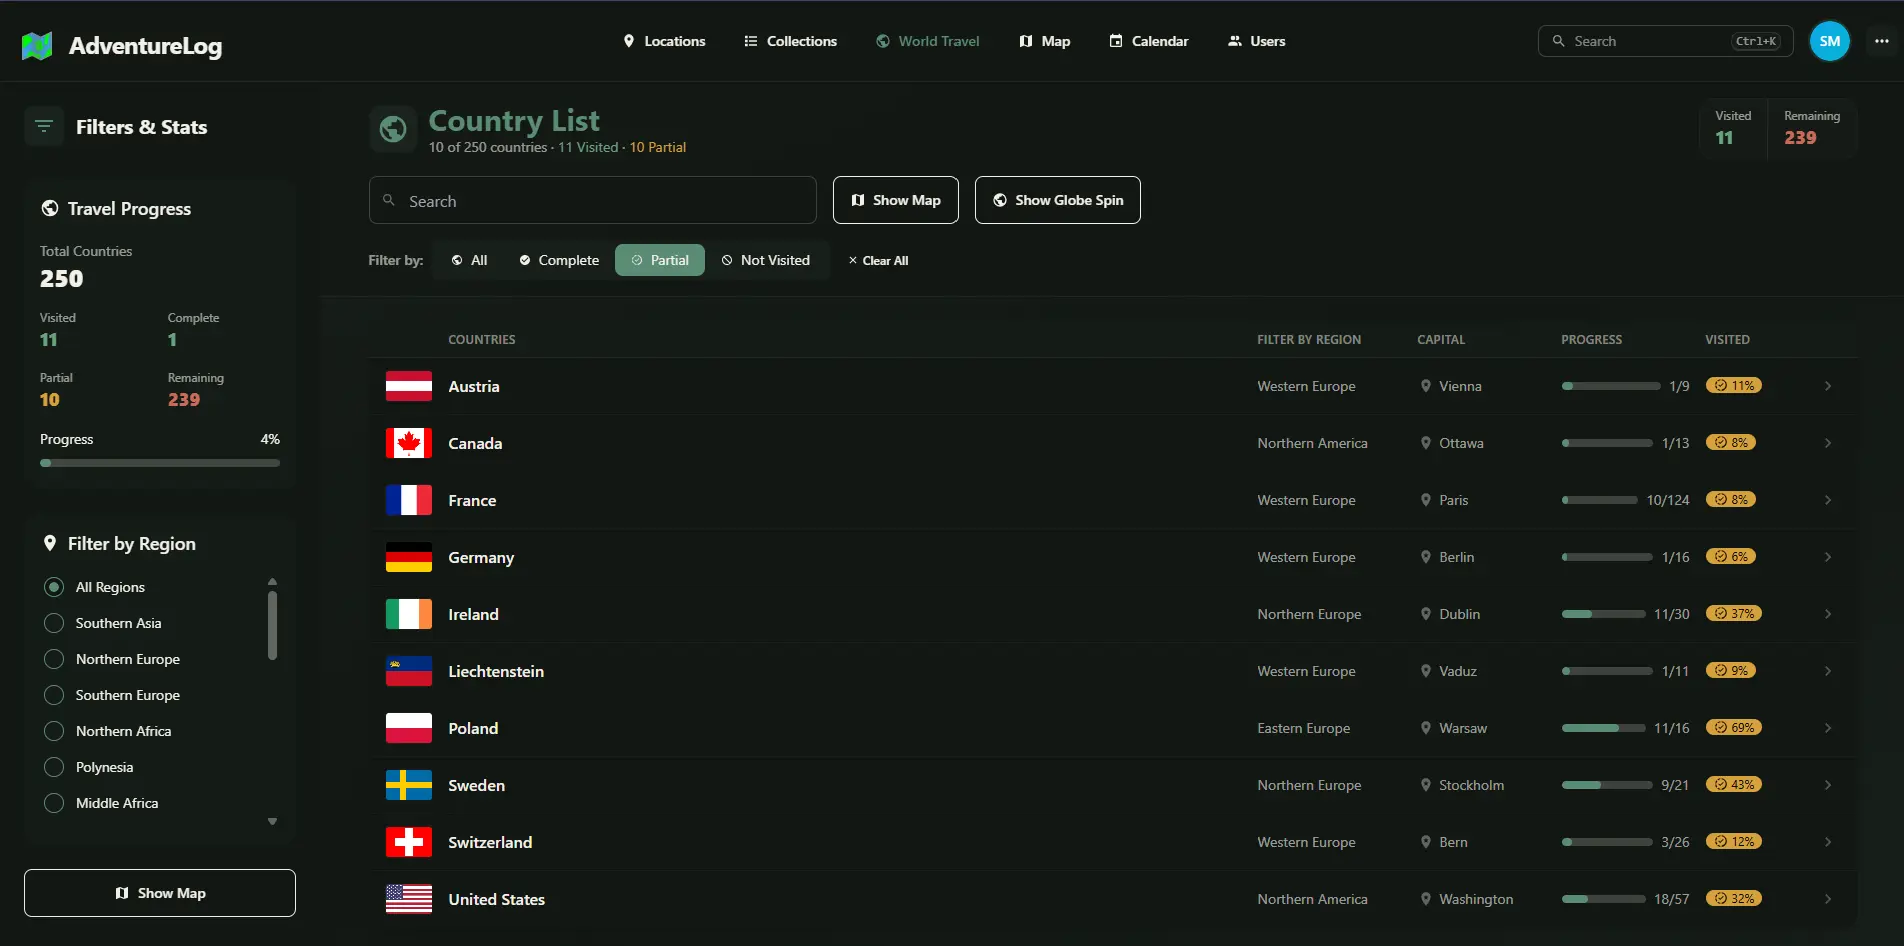 AdventureLog
Locations
Collections
World Travel
Map
Calendar
Users
Search
Ctrl+K
SM
Filters & Stats
Travel Progress
Total Countries
250
Visited
Complete
11
1
Partial
Remaining
10
239
Progress
4%
Filter by Region
All Regions
Southern Asia
Northern Europe
Southern Europe
Northern Africa
Polynesia
Middle Africa
Show Map
Country List
10 of 250 countries · 11 Visited · 10 Partial
Visited
11
Remaining
239
Search
Show Map
Show Globe Spin
Filter by:
All
Complete
Partial
Not Visited
Clear All
COUNTRIES FILTER BY REGION CAPITAL PROGRESS VISITED
Austria Western Europe Vienna 1/9 11%
Canada Northern America Ottawa 1/13 8%
France Western Europe Paris 10/124 8%
Germany Western Europe Berlin 1/16 6%
Ireland Northern Europe Dublin 11/30 37%
Liechtenstein Western Europe Vaduz 1/11 9%
Poland Eastern Europe Warsaw 11/16 69%
Sweden Northern Europe Stockholm 9/21 43%
Switzerland Western Europe Bern 3/26 12%
United States Northern America Washington 18/57 32%